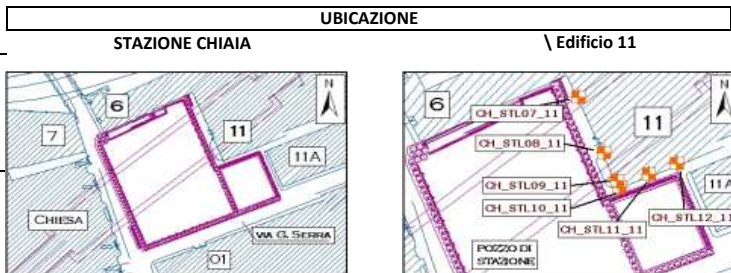 UBICAZIONE
STAZIONE CHIAIA
\ Edificio 11
N
6
7
11
11A
CHIESA
VIA G. SERRA
01
N
6
CH_STL07_11
11
CH_STL08_11
CH_STL09_11
11A
CH_STL10_11
CH_STL12_11
CH_STL11_11
POZZO DI
STAZIONE